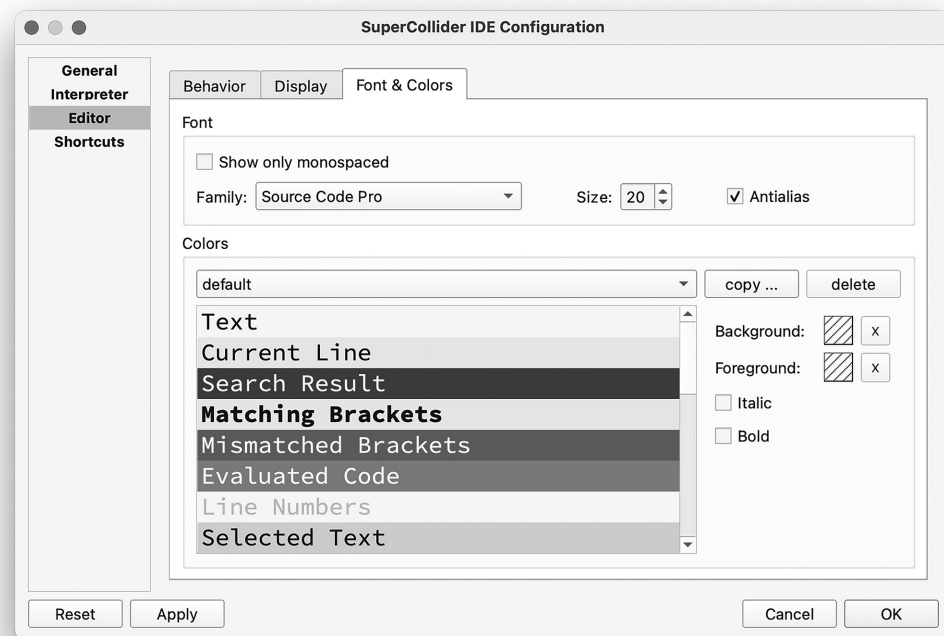 SuperCollider IDE Configuration
General
Interpreter
Editor
Shortcuts
Behavior
Display
Font & Colors
Font
Show only monospaced
Family: Source Code Pro
Size: 20
Antialias
Colors
default
copy ...
delete
Text
Current Line
Search Result
Matching Brackets
Mismatched Brackets
Evaluated Code
Line Numbers
Selected Text
Background: x
Foreground: x
Italic
Bold
Reset
Apply
Cancel
OK